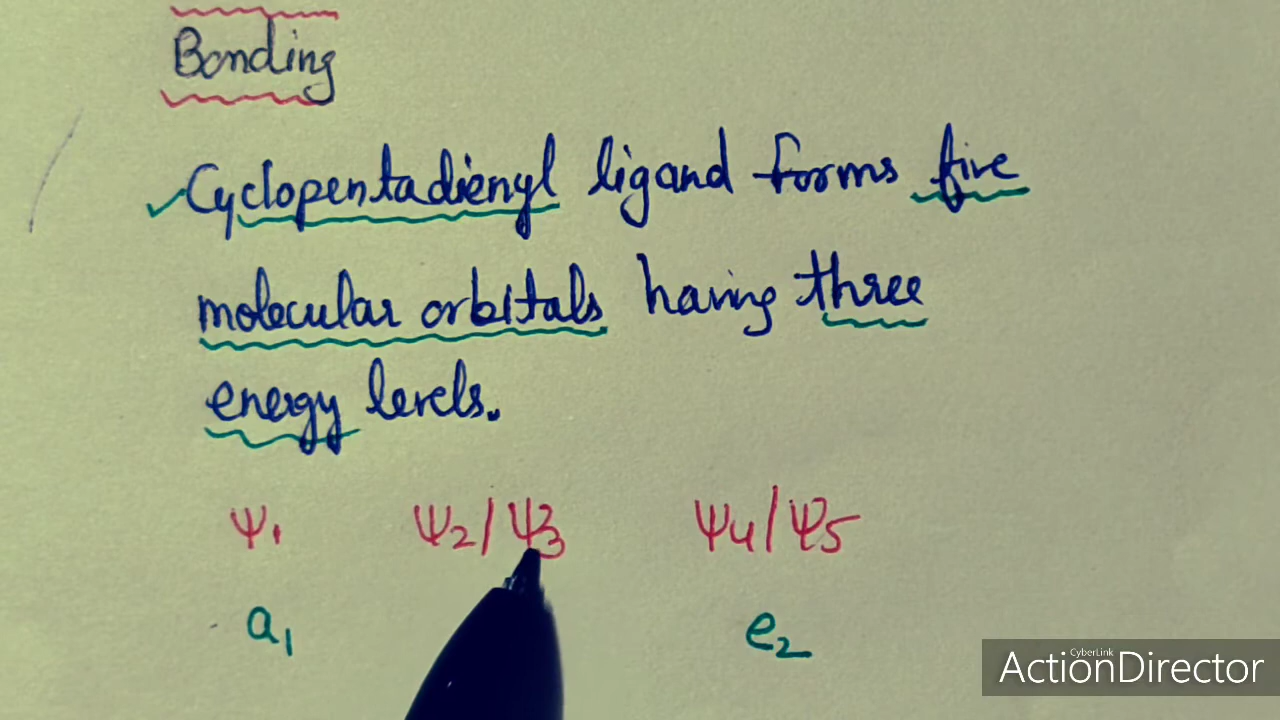 Bonding
Cyclopentadienyl ligand forms five
molecular orbitals having three
energy levels.
Ψ1 Ψ2/Ψ3 Ψ4/Ψ5
a1 e2
CyberLink
ActionDirector